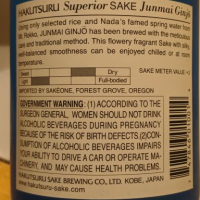 HAKUTSURU Superior SAKE Junmai Ginjo
using only selected rice and Nada's famed spring water from
Mt. Rokko, JUNMAI GINJO has been brewed with the meticulous
care and traditional method. This flowery fragrant Sake with silky
well-balanced smoothness can be enjoyed chilled or at room
temperature.
Dry
SAKE METER VALUE +3
Light
Full-bodied
IMPORTED BY SAKEONE, FOREST GROVE, OREGON
GOVERNMENT WARNING: (1) ACCORDING TO THE
SURGEON GENERAL, WOMEN SHOULD NOT DRINK
ALCOHOLIC BEVERAGES DURING PREGNANCY
BECAUSE OF THE RISK OF BIRTH DEFECTS.(2)CON-
SUMPTION OF ALCOHOLIC BEVERAGES IMPAIRS
YOUR ABILITY TO DRIVE A CAR OR OPERATE MA-
CHINERY, AND MAY CAUSE HEALTH PROBLEMS.
HAKUTSURU SAKE BREWING CO., LTD. KOBE, JAPAN
www.hakutsuru-sake.com